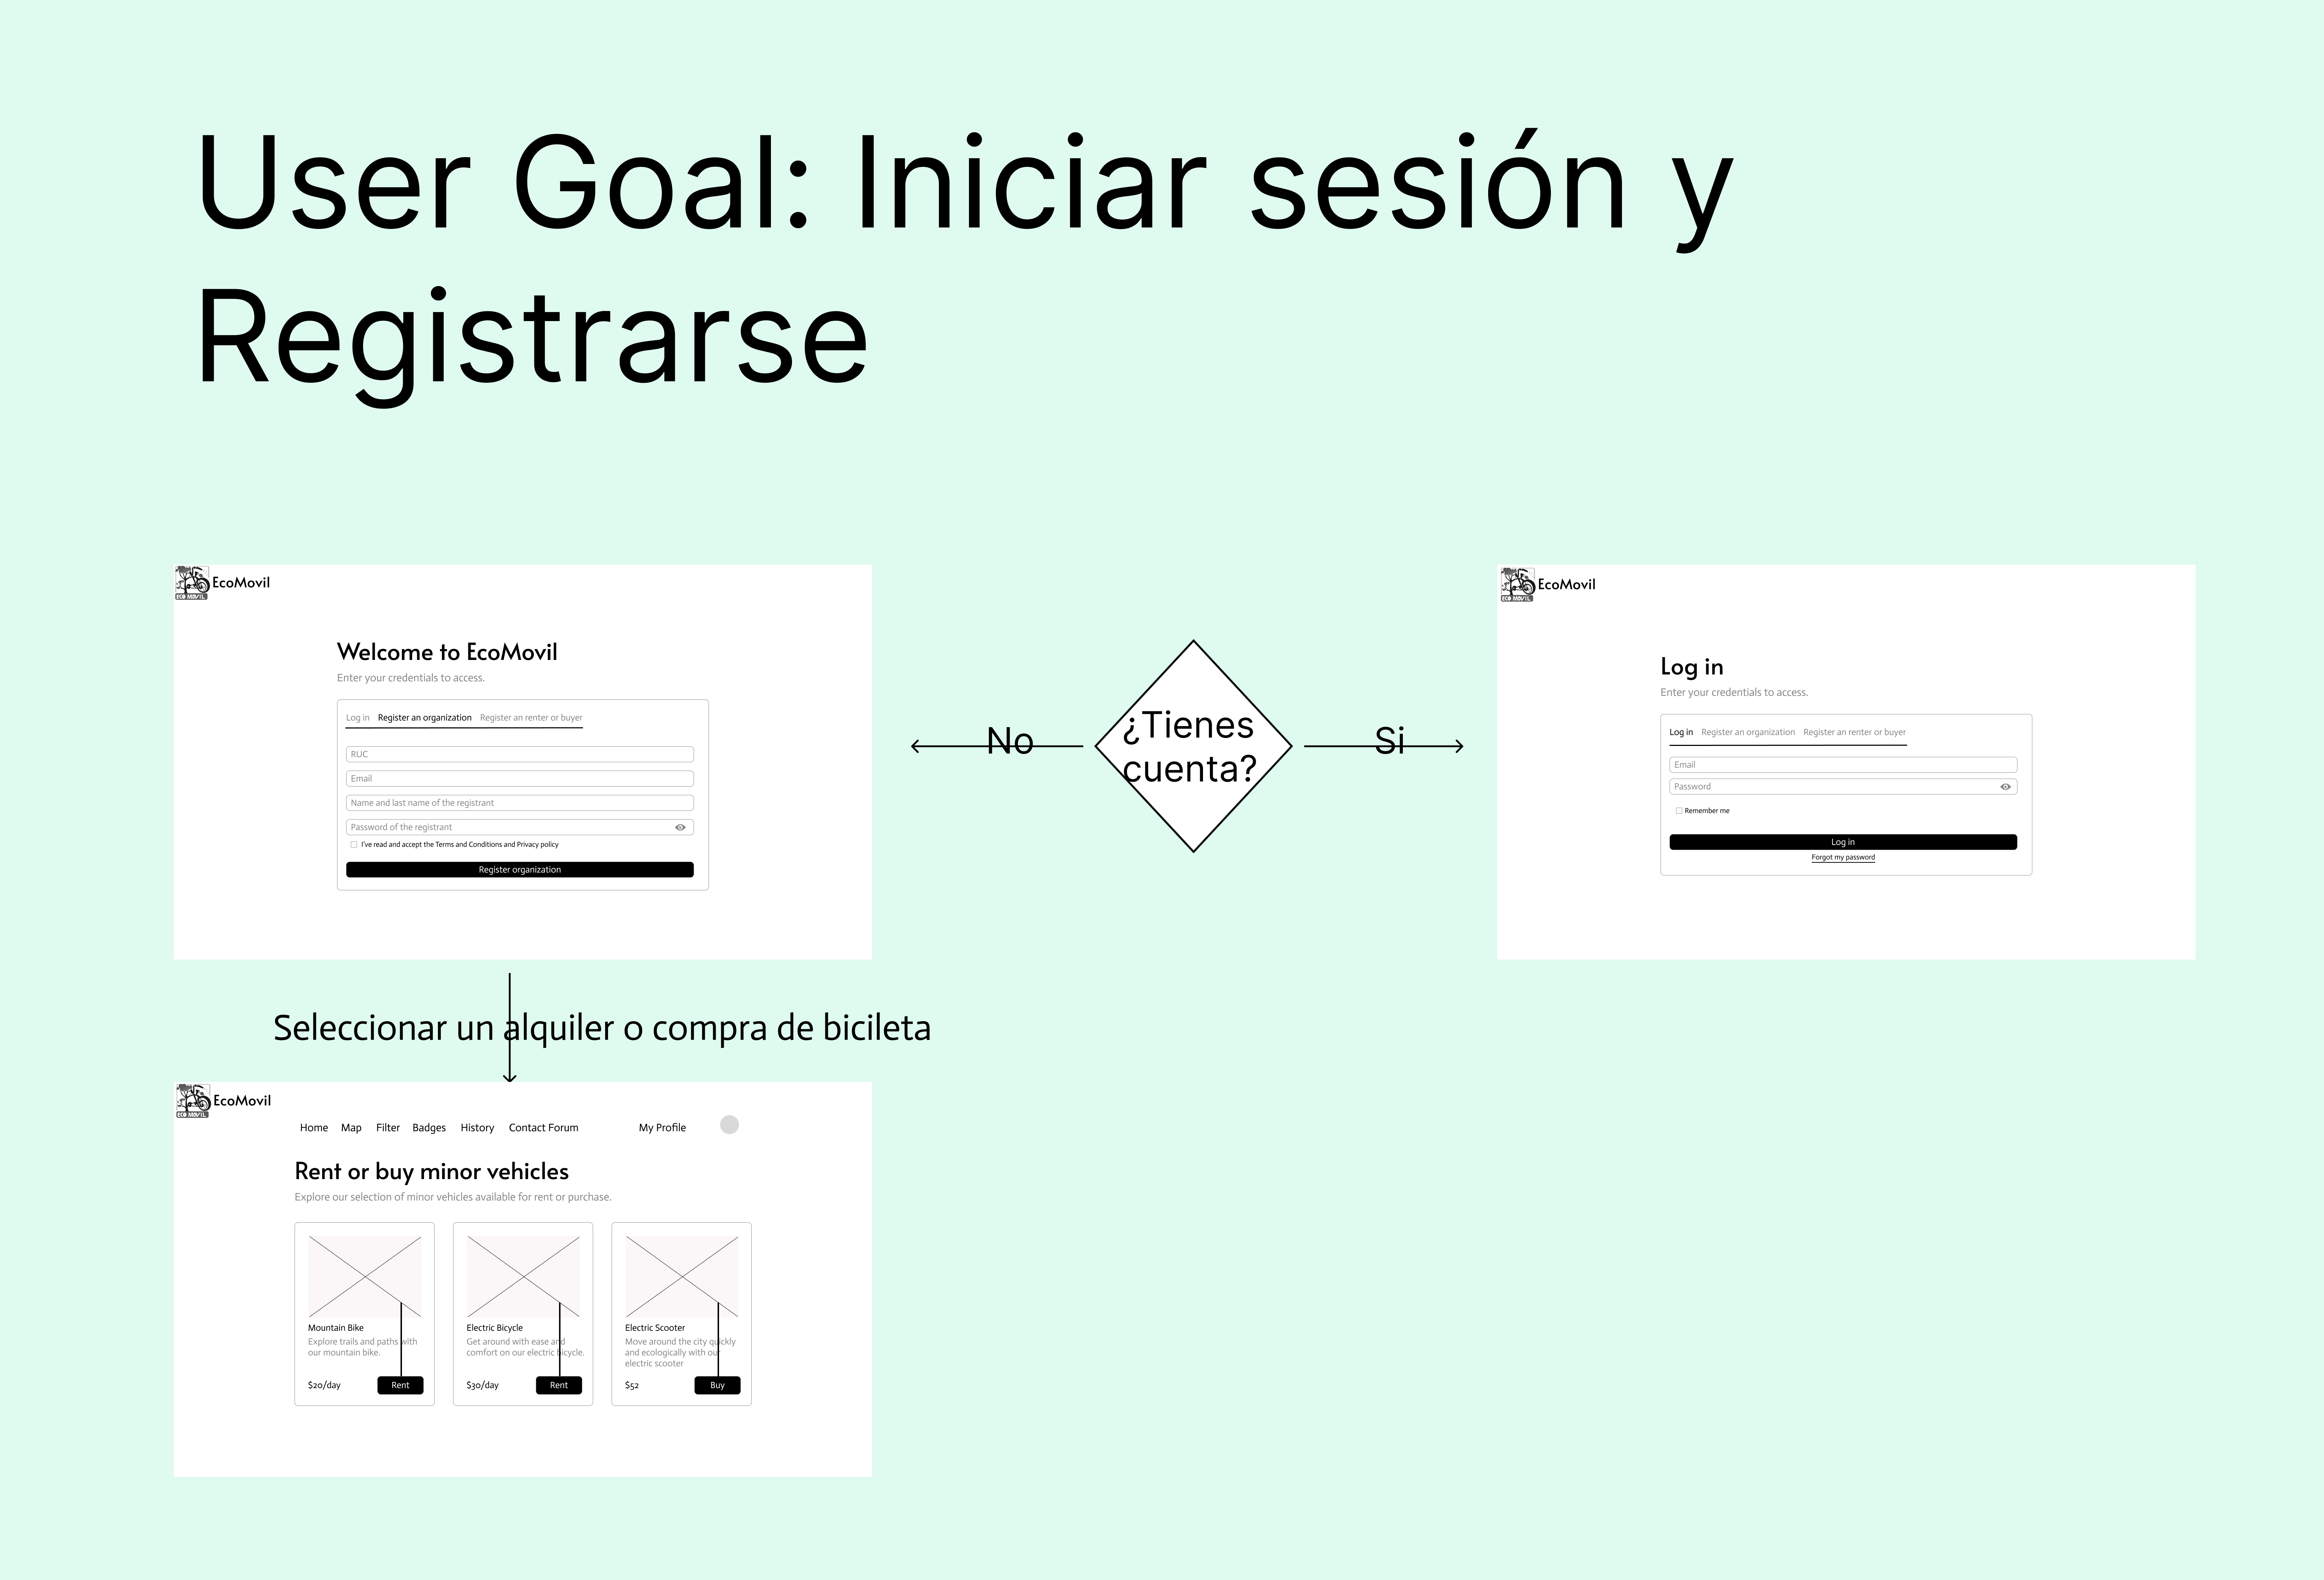 User Goal: Iniciar sesión y
Registrarse
ECO MOVIL
EcoMovil
Welcome to EcoMovil
Enter your credentials to access.
Log in Register an organization Register an renter or buyer
RUC
Email
Name and last name of the registrant
Password of the registrant
I've read and accept the Terms and Conditions and Privacy policy
Register organization
No
¿Tienes
cuenta?
Si
ECO MOVIL
EcoMovil
Log in
Enter your credentials to access.
Log in Register an organization Register an renter or buyer
Email
Password
Remember me
Log in
Forgot my password
Seleccionar un alquiler o compra de bicileta
ECO MOVIL
EcoMovil
Home Map Filter Badges History Contact Forum My Profile
Rent or buy minor vehicles
Explore our selection of minor vehicles available for rent or purchase.
Mountain Bike
Explore trails and paths with
our mountain bike.
$20/day Rent
Electric Bicycle
Get around with ease and
comfort on our electric bicycle.
$30/day Rent
Electric Scooter
Move around the city quickly
and ecologically with our
electric scooter
$52 Buy